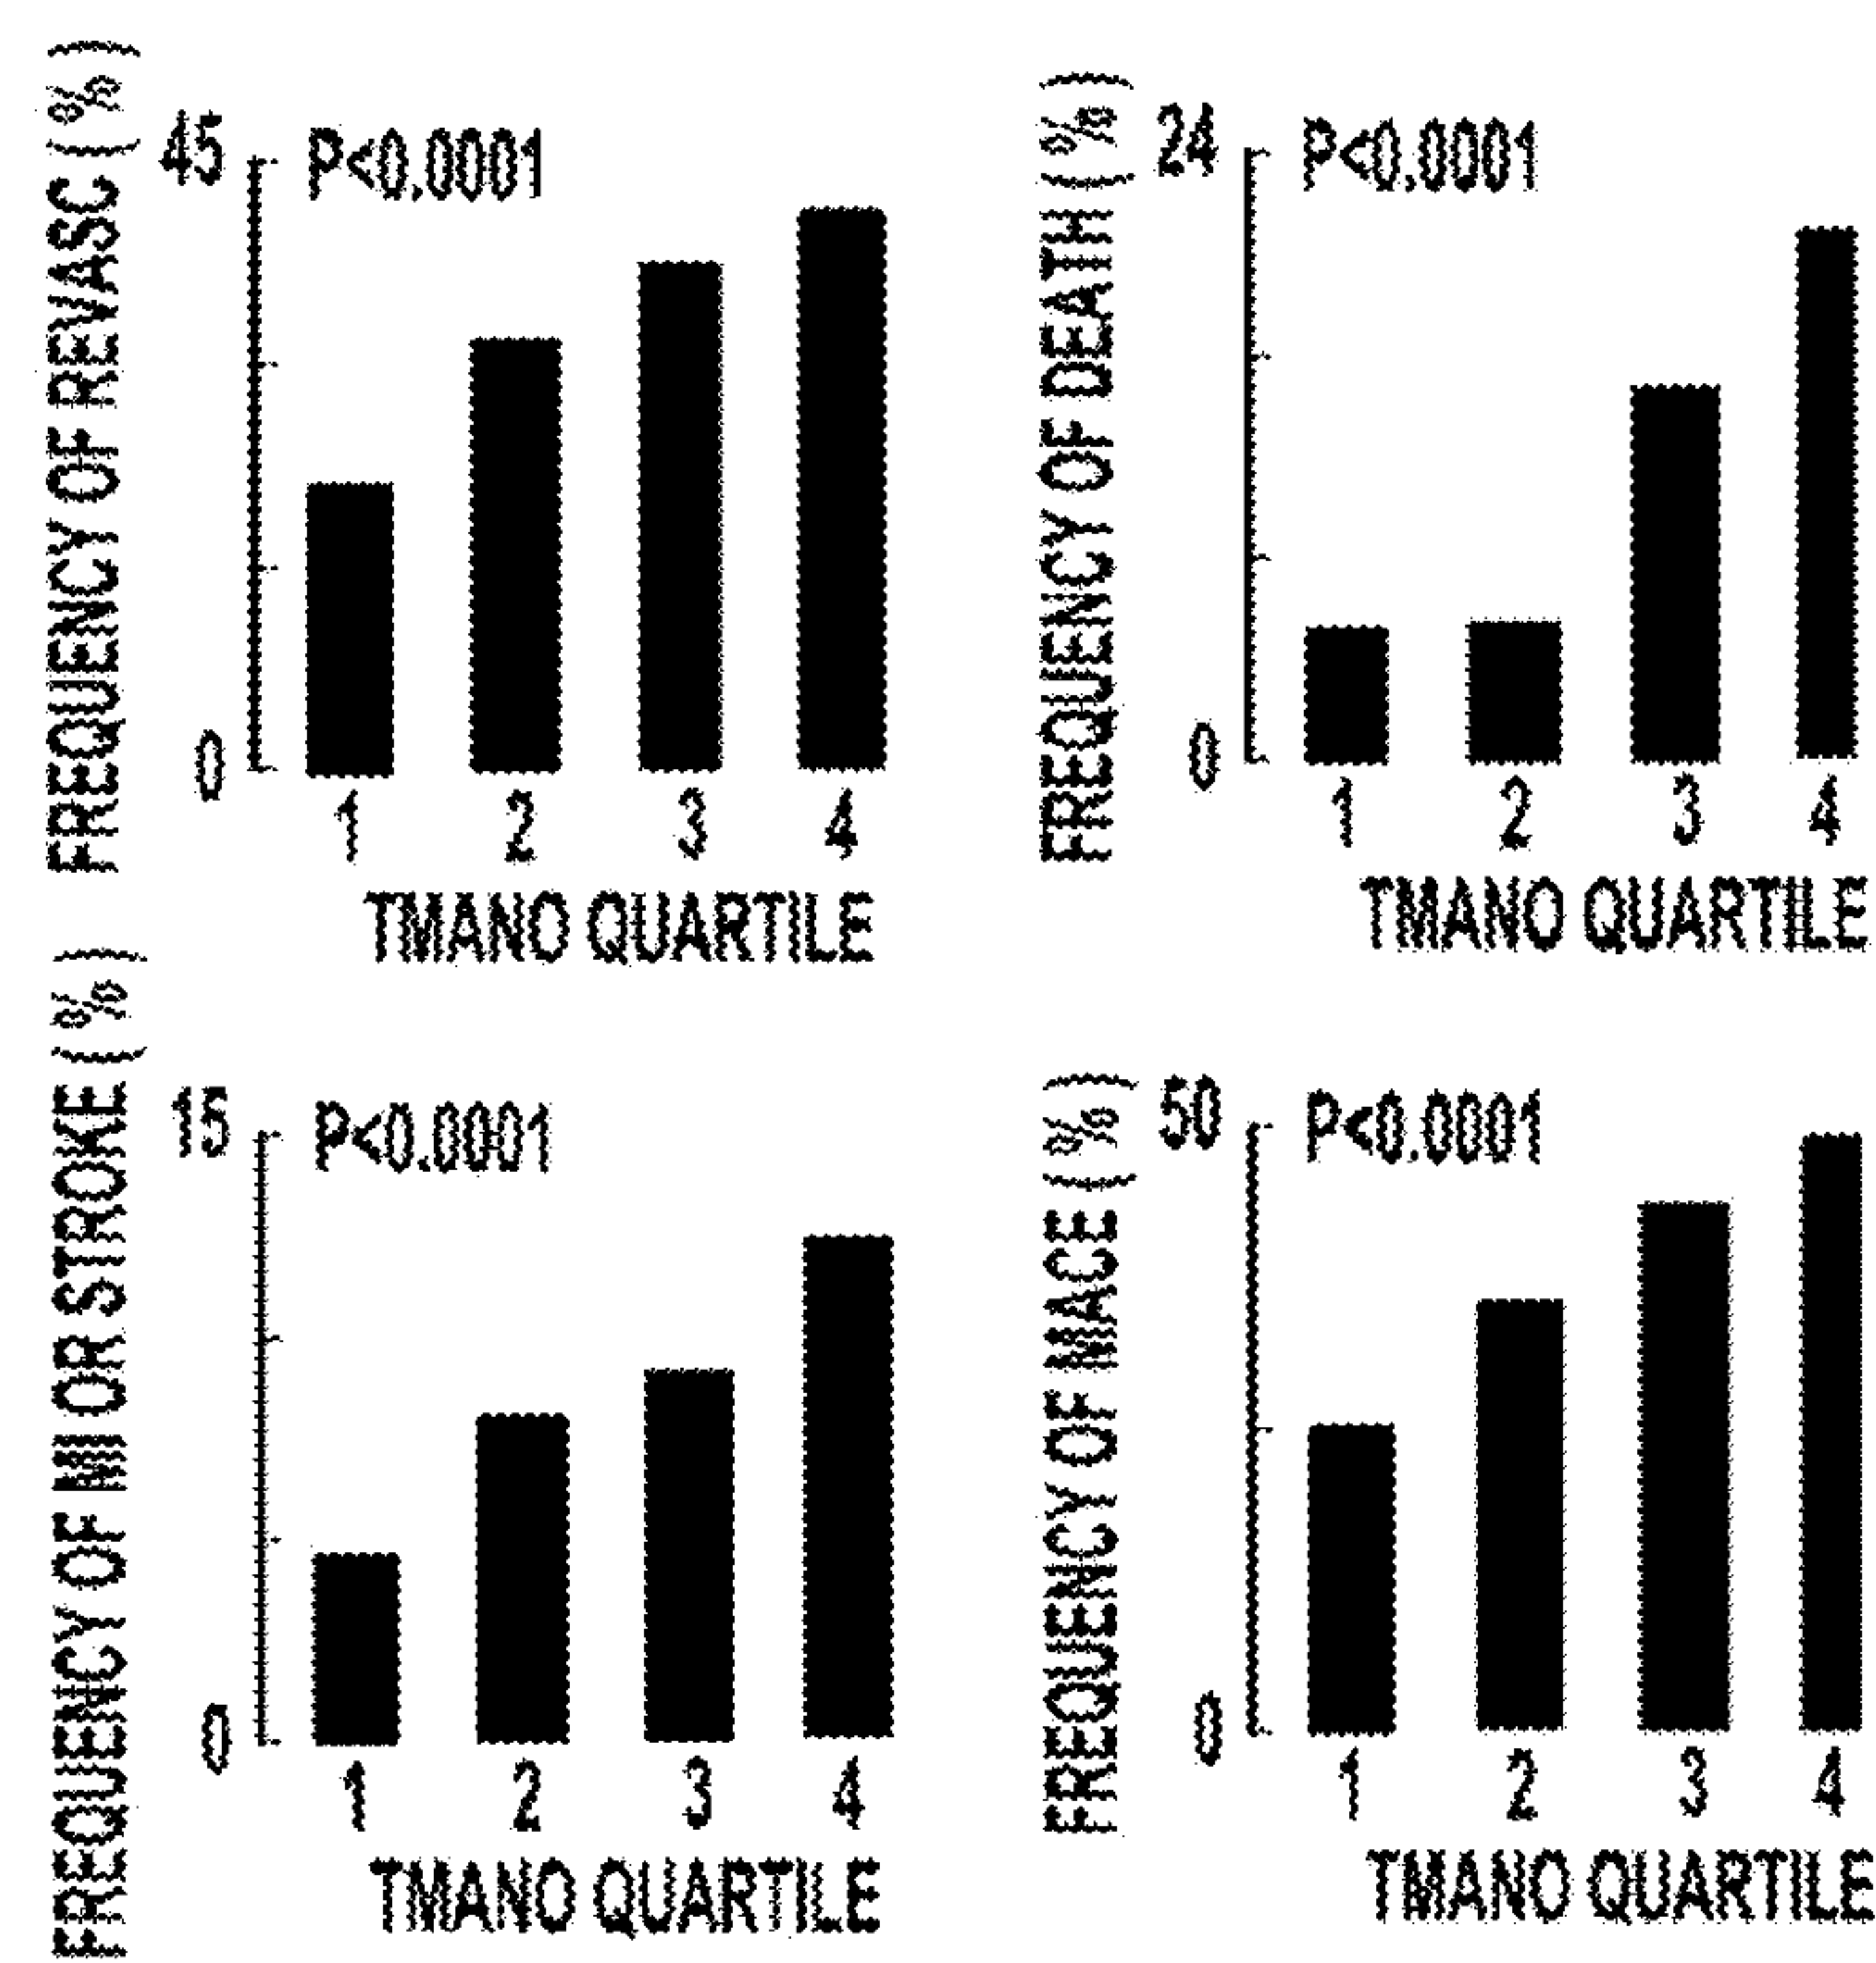 FREQUENCY OF REVASC (%)
45
P<0.0001
0
1 2 3 4
TMANO QUARTILE
FREQUENCY OF DEATH (%)
24
P<0.0001
0
1 2 3 4
TMANO QUARTILE
FREQUENCY OF MI OR STROKE (%)
15
P<0.0001
0
1 2 3 4
TMANO QUARTILE
FREQUENCY OF MACE (%)
50
P<0.0001
0
1 2 3 4
TMANO QUARTILE